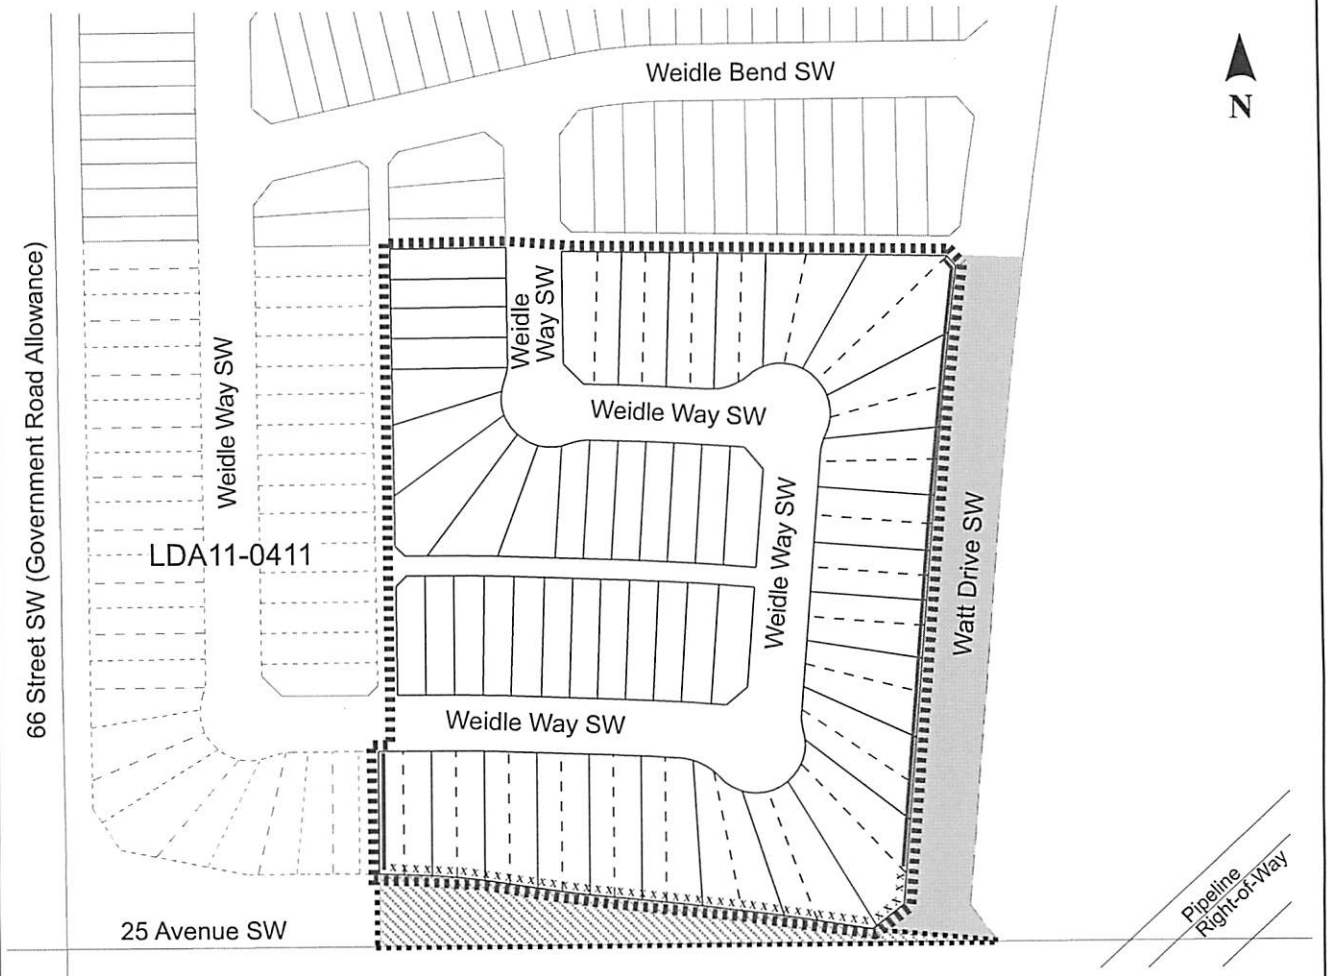 Weidle Bend SW
N
66 Street SW (Government Road Allowance)
Weidle Way SW
Weidle
Way SW
Weidle Way SW
Weidle Way SW
Watt Drive SW
LDA11-0411
Weidle Way SW
25 Avenue SW
Pipeline
Right-of-Way